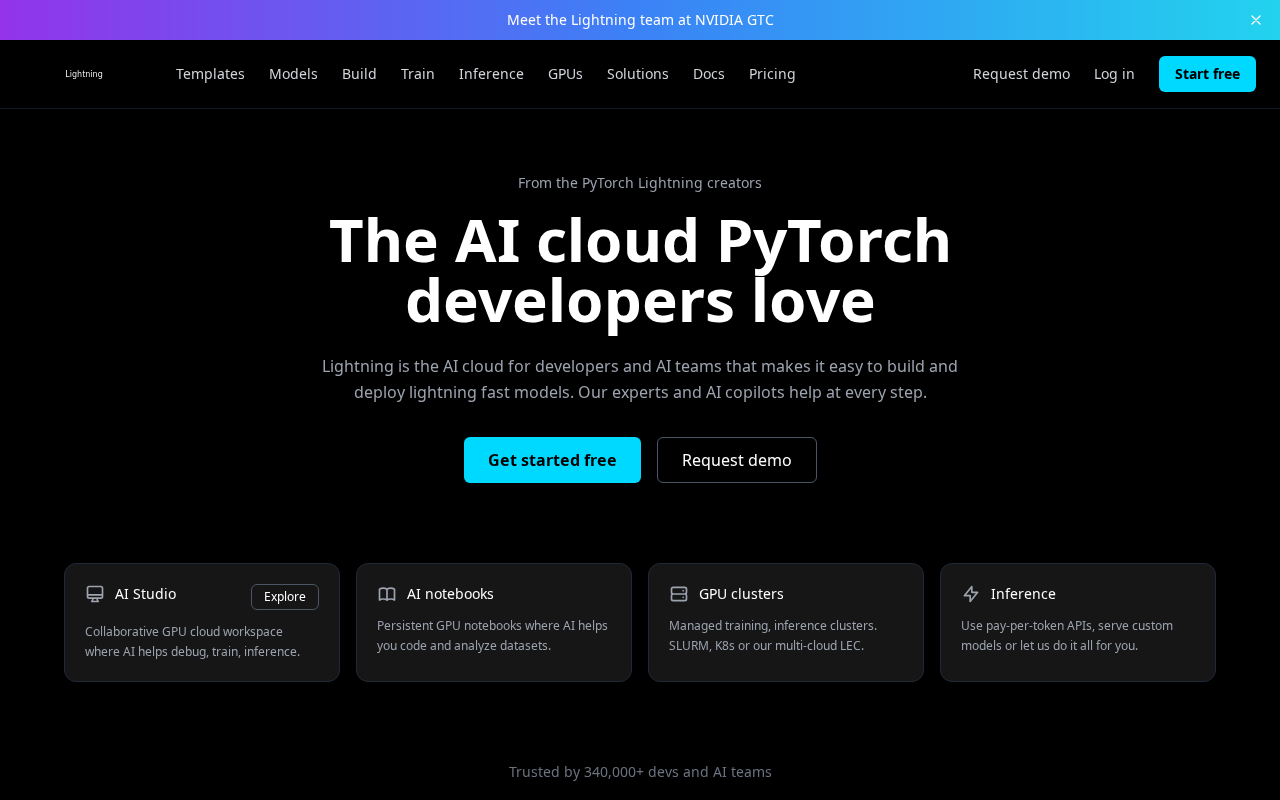 Meet the Lightning team at NVIDIA GTC
Lightning Templates Models Build Train Inference GPUs Solutions Docs Pricing Request demo Log in Start free
From the PyTorch Lightning creators
The AI cloud PyTorch
developers love
Lightning is the AI cloud for developers and AI teams that makes it easy to build and
deploy lightning fast models. Our experts and AI copilots help at every step.
Get started free Request demo
AI Studio Explore
Collaborative GPU cloud workspace
where AI helps debug, train, inference.
AI notebooks
Persistent GPU notebooks where AI helps
you code and analyze datasets.
GPU clusters
Managed training, inference clusters.
SLURM, K8s or our multi-cloud LEC.
Inference
Use pay-per-token APIs, serve custom
models or let us do it all for you.
Trusted by 340,000+ devs and AI teams